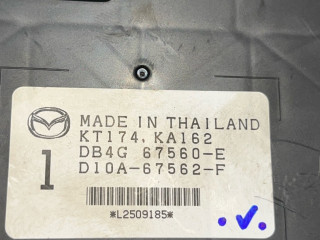 MADE IN THAILAND
KT174, KA162
1
DB4G 67560-E
D10A-67562-F
*L2509185*